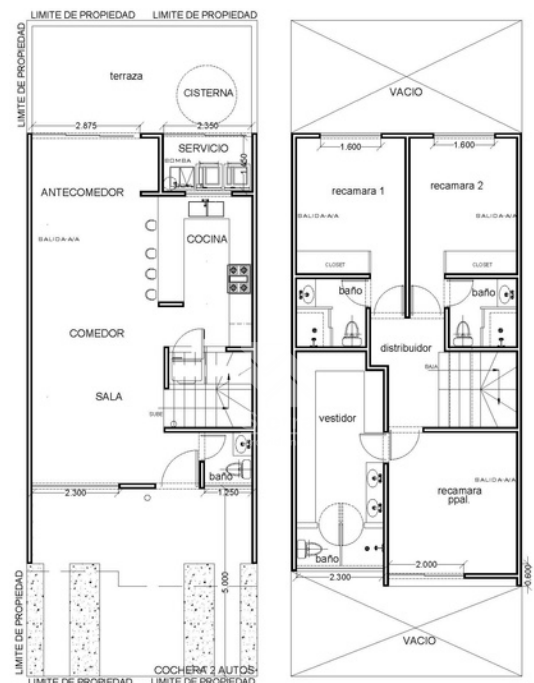 LIMITE DE PROPIEDAD LIMITE DE PROPIEDAD
LIMITE DE PROPIEDAD
terraza
CISTERNA
2.875
2.350
SERVICIO
BOMBA
1.450
ANTECOMEDOR
SALIDA-A/A
COCINA
COMEDOR
SALA
SUBE
baño
2.300
1.250
5.000
LIMITE DE PROPIEDAD
COCHERA 2 AUTOS
LIMITE DE PROPIEDAD LIMITE DE PROPIEDAD
VACIO
1.600
1.600
recamara 1
recamara 2
SALIDA-A/A
SALIDA-A/A
CLOSET
CLOSET
baño
baño
distribuidor
BAJA
vestidor
SALIDA-A/A
recamara
ppal.
baño
2.300
2.000
0.600
VACIO